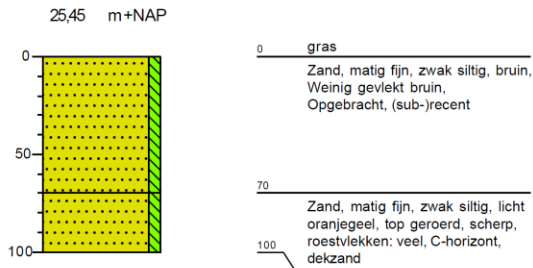 25,45 m+NAP
0
50
100
0 gras
Zand, matig fijn, zwak siltig, bruin,
Weinig gevlekt bruin,
Opgebracht, (sub-)recent
70
Zand, matig fijn, zwak siltig, licht
oranjegeel, top geroerd, scherp,
roestvlekken: veel, C-horizont,
100 dekzand